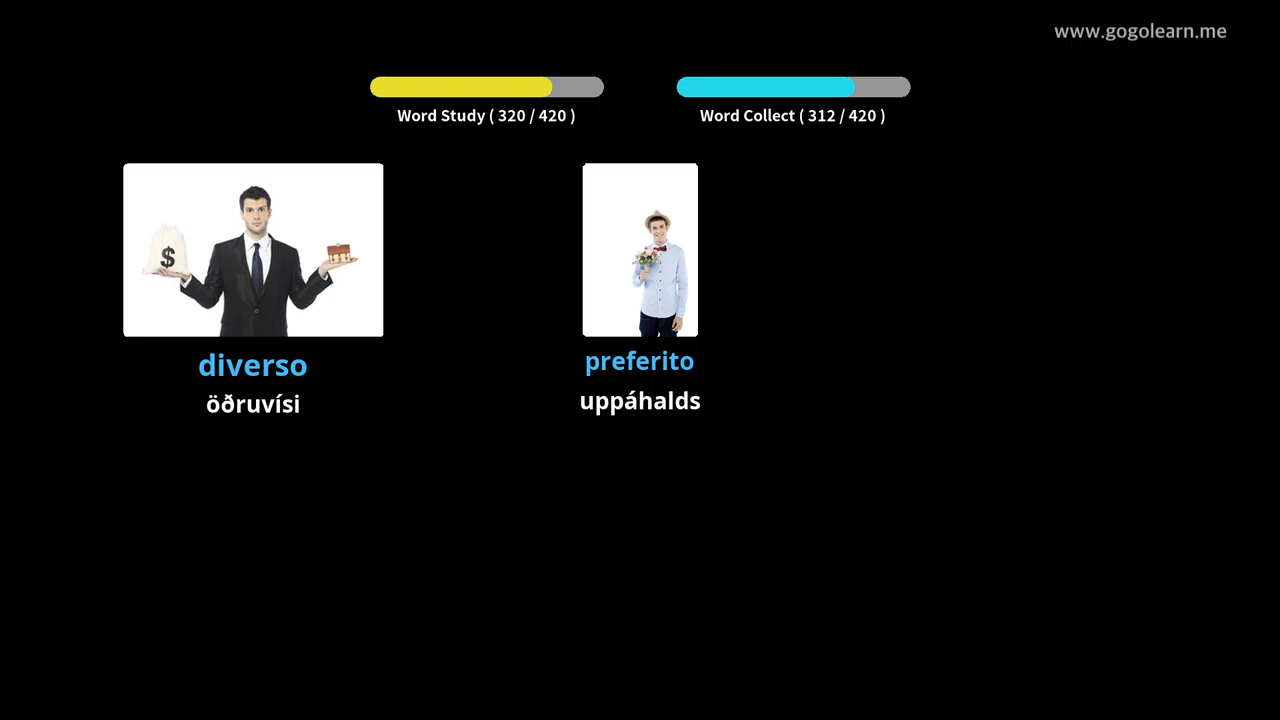 www.gogolearn.me
Word Study ( 320 / 420 )
Word Collect ( 312 / 420 )
$
diverso
öðruvísi
preferito
uppáhalds